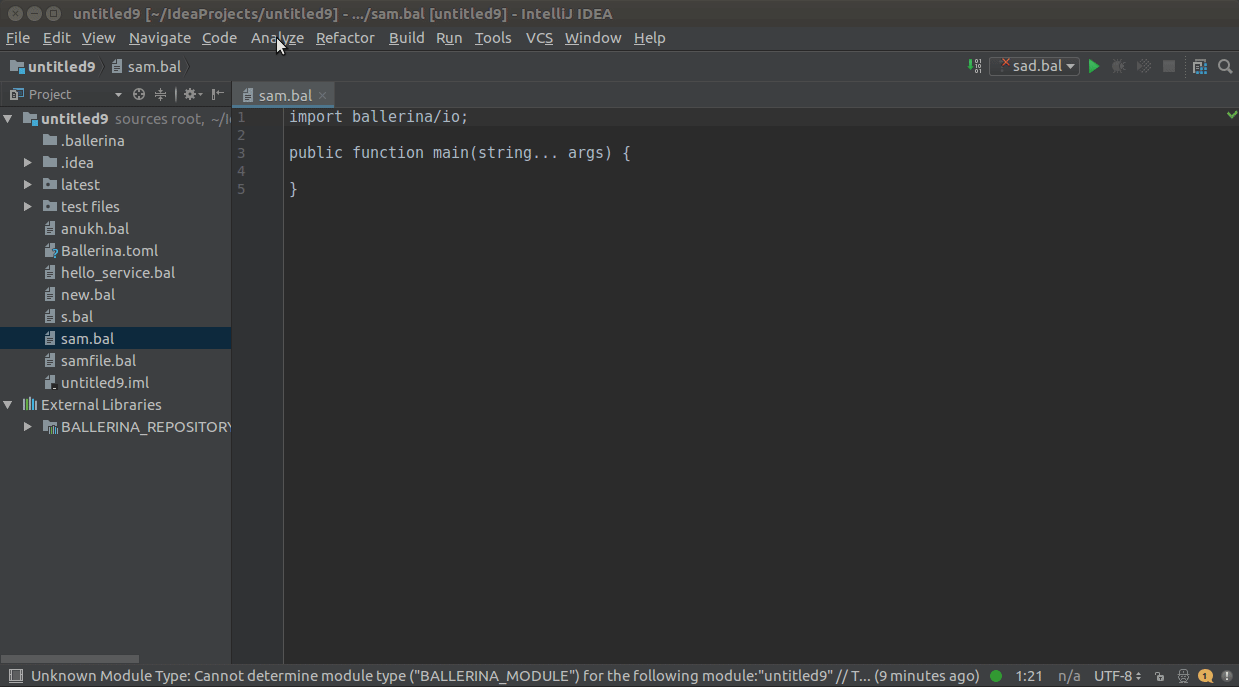 untitled9 [~/IdeaProjects/untitled9] - .../sam.bal [untitled9] - IntelliJ IDEA
File Edit View Navigate Code Analyze Refactor Build Run Tools VCS Window Help
untitled9 sam.bal sad.bal
Project sam.bal
untitled9 sources root, ~/I
.ballerina
.idea
latest
test files
anukh.bal
Ballerina.toml
hello_service.bal
new.bal
s.bal
sam.bal
samfile.bal
untitled9.iml
External Libraries
BALLERINA_REPOSITORY
1 import ballerina/io;
2
3 public function main(string... args) {
4
5 }
Unknown Module Type: Cannot determine module type ("BALLERINA_MODULE") for the following module:"untitled9" // T... (9 minutes ago) 1:21 n/a UTF-8 1